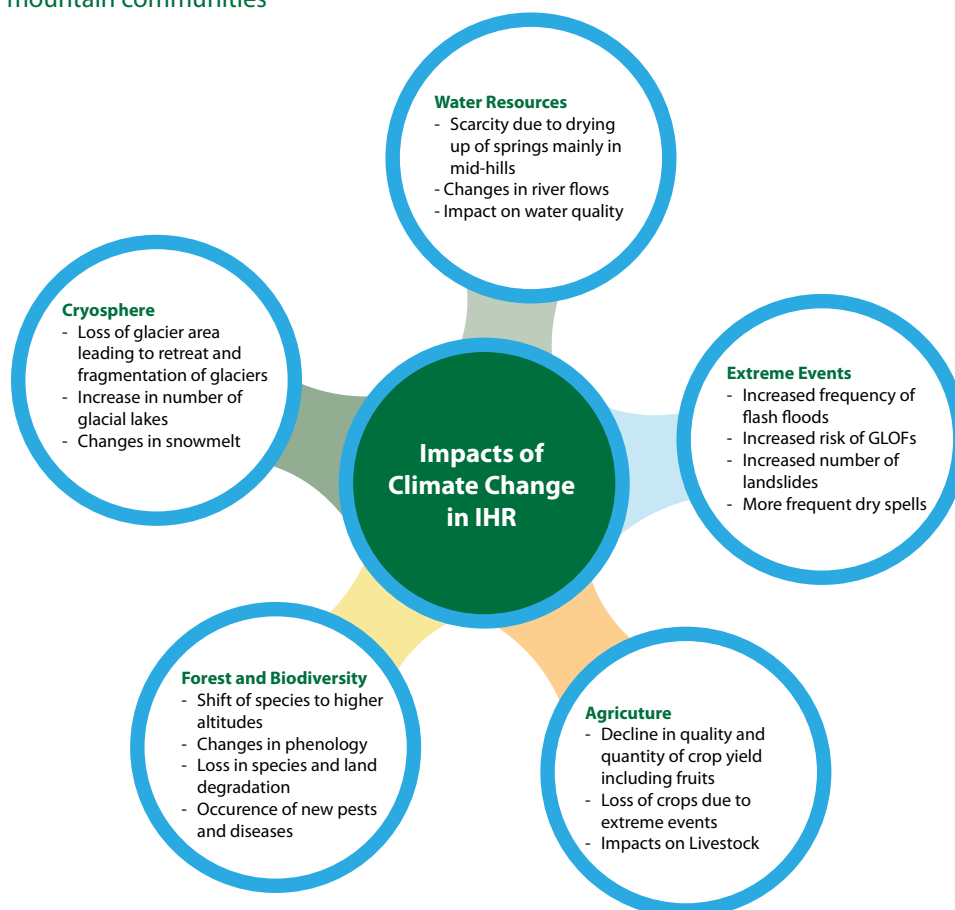 mountain communities
Water Resources
- Scarcity due to drying
up of springs mainly in
mid-hills
- Changes in river flows
- Impact on water quality
Cryosphere
- Loss of glacier area
leading to retreat and
fragmentation of glaciers
- Increase in number of
glacial lakes
- Changes in snowmelt
Extreme Events
- Increased frequency of
flash floods
- Increased risk of GLOFs
- Increased number of
landslides
- More frequent dry spells
Impacts of
Climate Change
in IHR
Forest and Biodiversity
- Shift of species to higher
altitudes
- Changes in phenology
- Loss in species and land
degradation
- Occurence of new pests
and diseases
Agricuture
- Decline in quality and
quantity of crop yield
including fruits
- Loss of crops due to
extreme events
- Impacts on Livestock